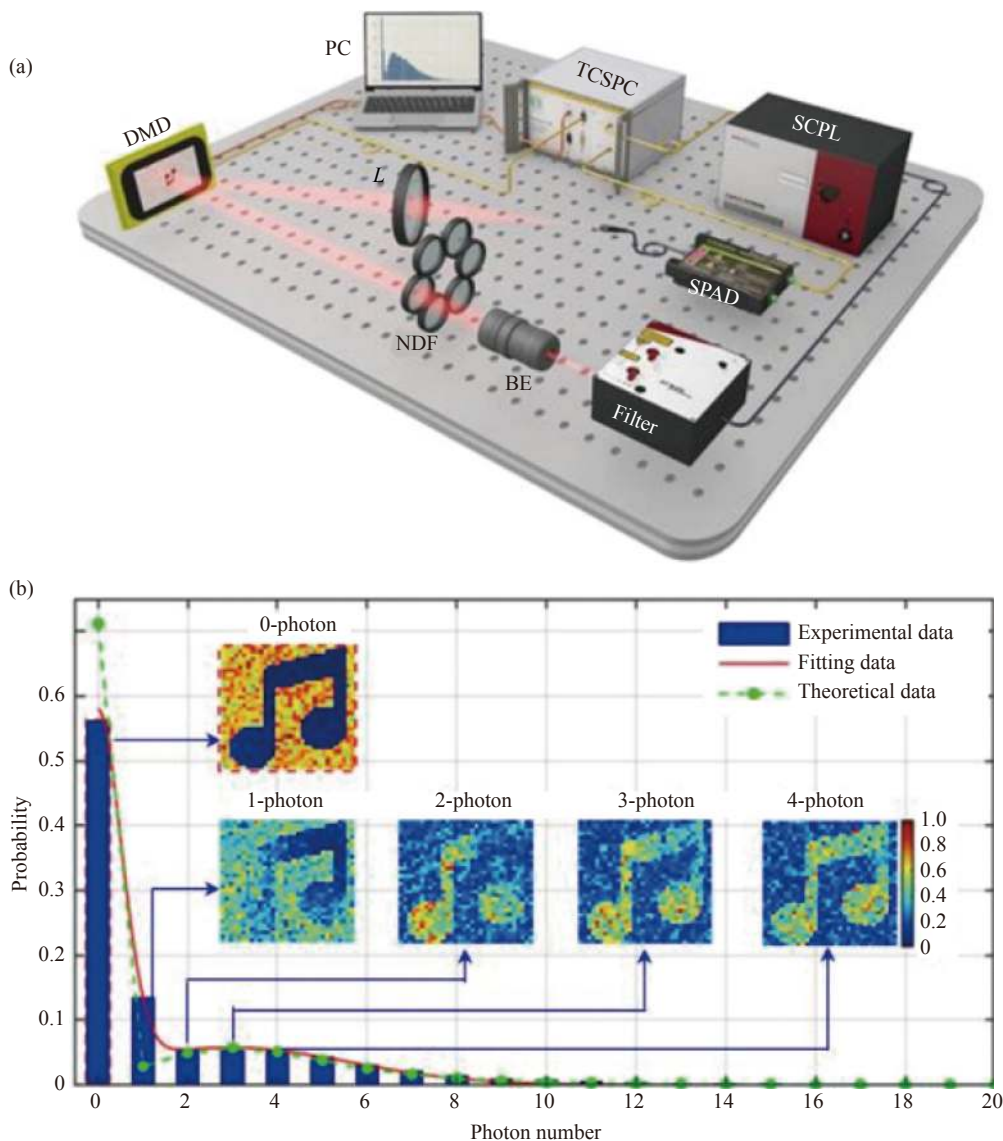 (a)
PC
TCSPC
SCPL
DMD
L
SPAD
NDF
BE
Filter
(b)
0-photon
Experimental data
Fitting data
Theoretical data
1-photon
2-photon
3-photon
4-photon
1.0
0.8
0.6
0.4
0.2
0
Probability
0.6
0.5
0.4
0.3
0.2
0.1
0
0 2 4 6 8 10 12 14 16 18 20
Photon number